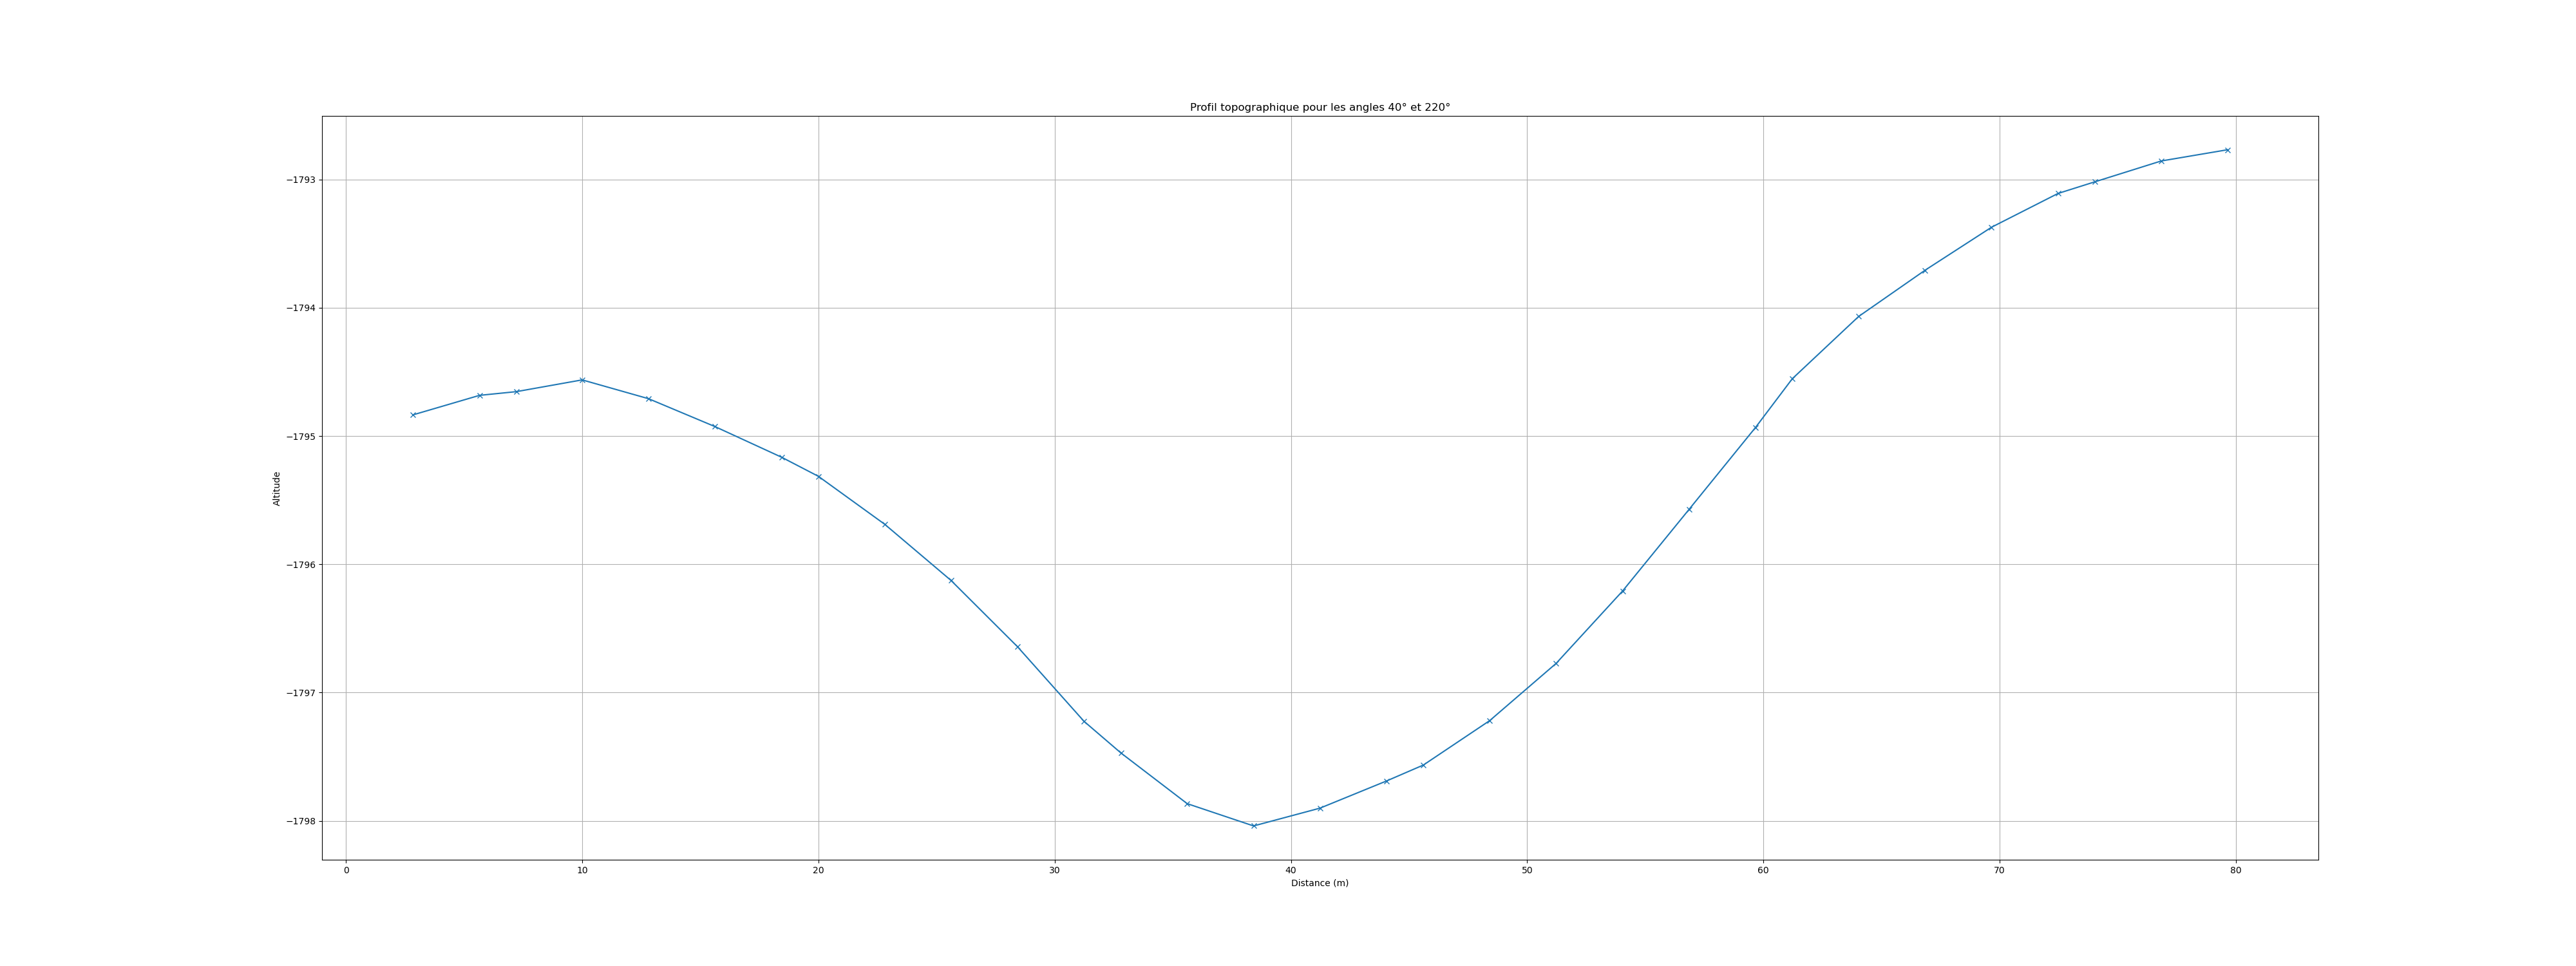 Profil topographique pour les angles 40° et 220°
−1793
−1794
−1795
−1796
−1797
−1798
Altitude
0 10 20 30 40 50 60 70 80
Distance (m)